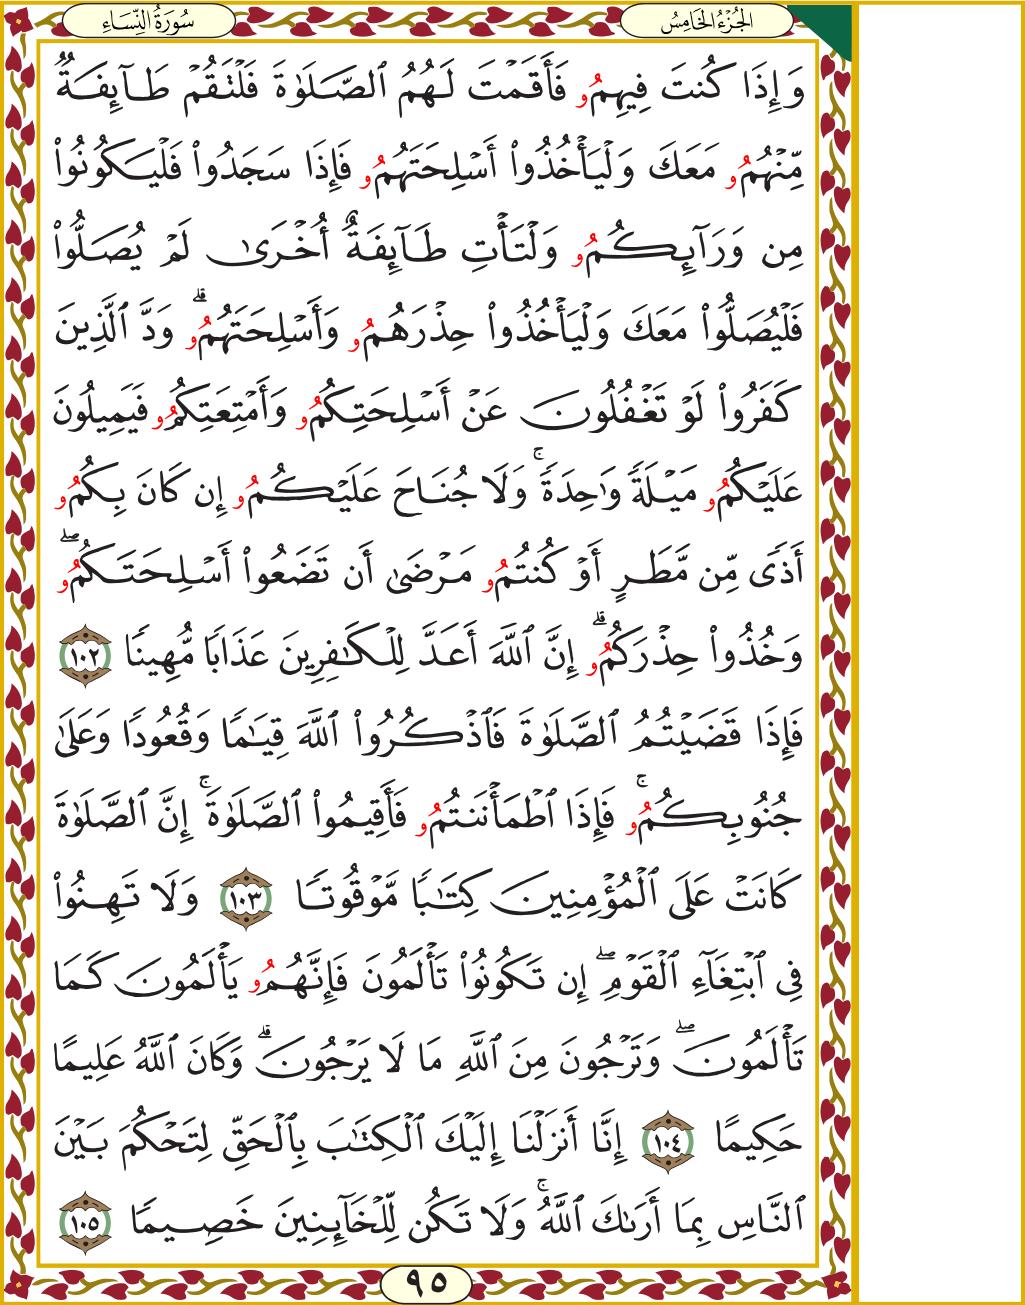 الجُزْءُ الخَامِسُ
سُورَةُ النِّسَاءِ
وَإِذَا كُنتَ فِيهِمُو فَأَقَمْتَ لَهُمُ ٱلصَّلَوٰةَ فَلْتَقُمْ طَآئِفَةٌ
مِّنْهُمُو مَعَكَ وَلْيَأْخُذُواْ أَسْلِحَتَهُمُو فَإِذَا سَجَدُواْ فَلْيَكُونُواْ
مِن وَرَآئِكُمُو وَلْتَأْتِ طَآئِفَةٌ أُخْرَىٰ لَمْ يُصَلُّواْ
فَلْيُصَلُّواْ مَعَكَ وَلْيَأْخُذُواْ حِذْرَهُمُو وَأَسْلِحَتَهُمُوۗ وَدَّ ٱلَّذِينَ
كَفَرُواْ لَوْ تَغْفُلُونَ عَنْ أَسْلِحَتِكُمُو وَأَمْتِعَتِكُمُو فَيَمِيلُونَ
عَلَيْكُمُو مَيْلَةً وَٰحِدَةًۚ وَلَا جُنَاحَ عَلَيْكُمُو إِن كَانَ بِكُمُو
أَذًى مِّن مَّطَرٍ أَوْ كُنتُمُو مَرْضَىٰ أَن تَضَعُواْ أَسْلِحَتَكُمُوۖ
وَخُذُواْ حِذْرَكُمُوۗ إِنَّ ٱللَّهَ أَعَدَّ لِلْكَٰفِرِينَ عَذَابًا مُّهِينًا ١٠٢
فَإِذَا قَضَيْتُمُ ٱلصَّلَوٰةَ فَٱذْكُرُواْ ٱللَّهَ قِيَٰمًا وَقُعُودًا وَعَلَىٰ
جُنُوبِكُمُوۚ فَإِذَا ٱطْمَأْنَنتُمُو فَأَقِيمُواْ ٱلصَّلَوٰةَۚ إِنَّ ٱلصَّلَوٰةَ
كَانَتْ عَلَى ٱلْمُؤْمِنِينَ كِتَٰبًا مَّوْقُوتًا ١٠٣ وَلَا تَهِنُواْ
فِى ٱبْتِغَآءِ ٱلْقَوْمِۖ إِن تَكُونُواْ تَأْلَمُونَ فَإِنَّهُمُو يَأْلَمُونَ كَمَا
تَأْلَمُونَۖ وَتَرْجُونَ مِنَ ٱللَّهِ مَا لَا يَرْجُونَۗ وَكَانَ ٱللَّهُ عَلِيمًا
حَكِيمًا ١٠٤ إِنَّا أَنزَلْنَا إِلَيْكَ ٱلْكِتَٰبَ بِٱلْحَقِّ لِتَحْكُمَ بَيْنَ
ٱلنَّاسِ بِمَا أَرَىٰكَ ٱللَّهُۚ وَلَا تَكُن لِّلْخَآئِنِينَ خَصِيمًا ١٠٥
٩٥